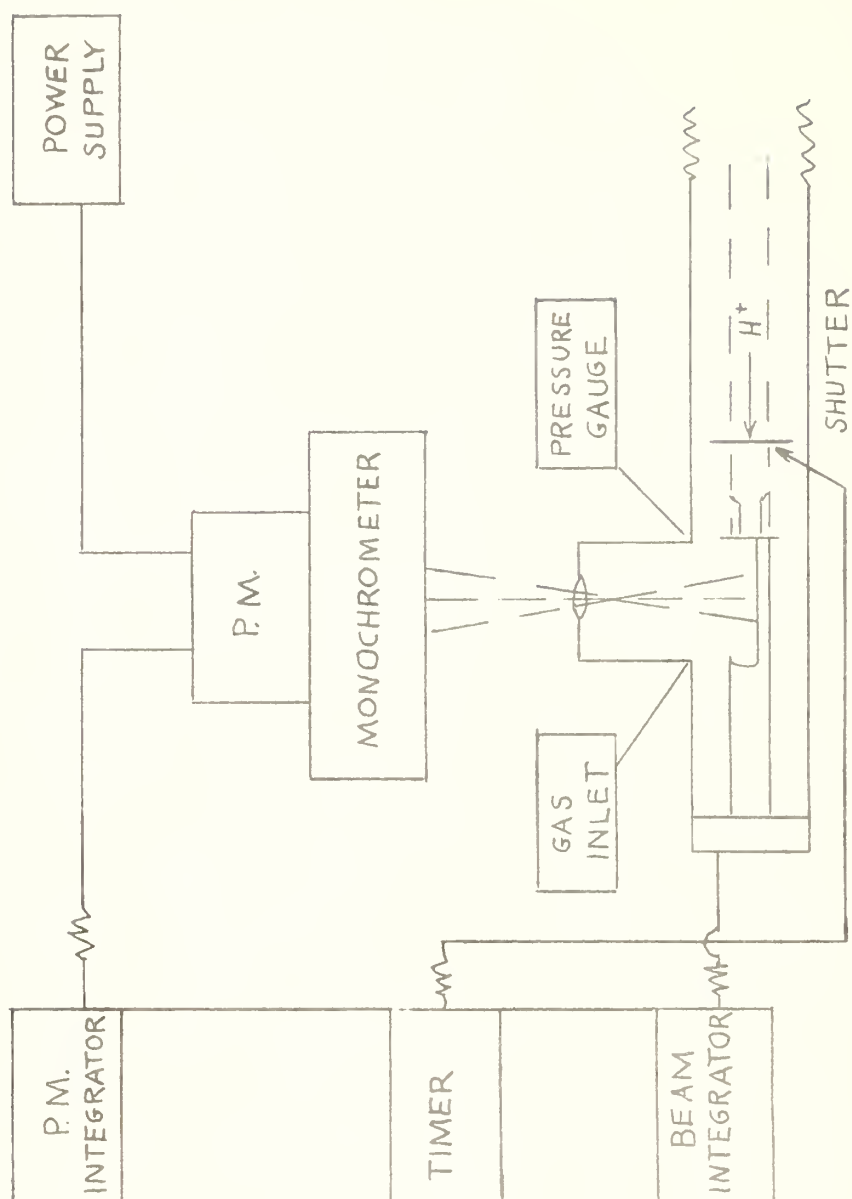 POWER
SUPPLY
P.M.
MONOCHROMETER
PRESSURE
GAUGE
H+
SHUTTER
GAS
INLET
P.M.
INTEGRATOR
TIMER
BEAM
INTEGRATOR